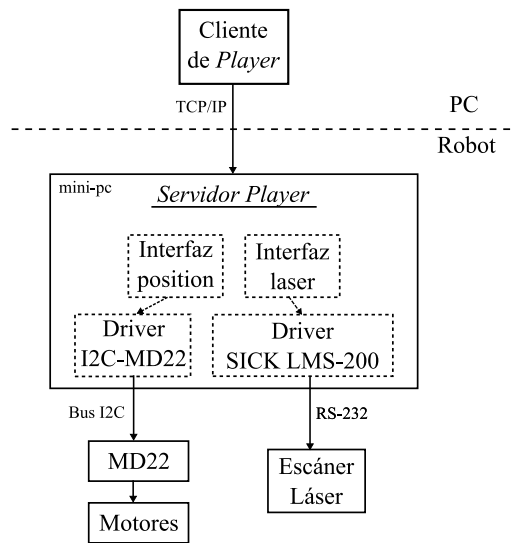 Cliente
de Player
TCP/IP
PC
Robot
mini-pc
Servidor Player
Interfaz
position
Interfaz
laser
Driver
I2C-MD22
Driver
SICK LMS-200
Bus I2C
RS-232
MD22
Escáner
Láser
Motores